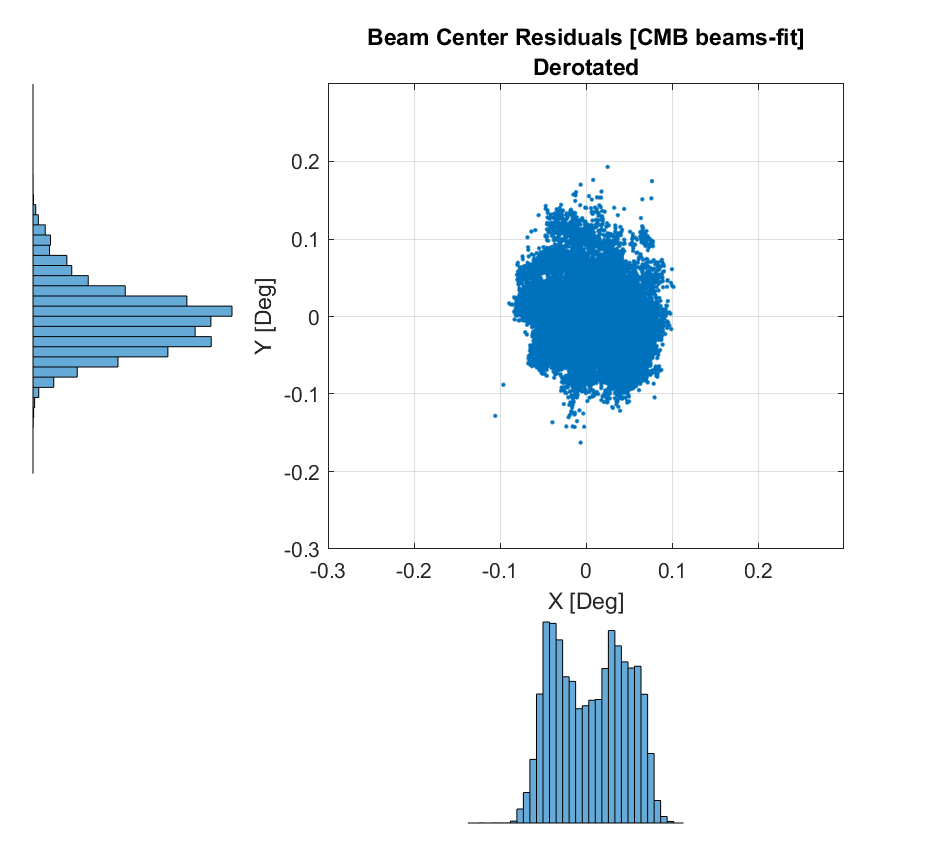 Beam Center Residuals [CMB beams-fit]
Derotated
0.2
0.1
0
-0.1
-0.2
-0.3
Y [Deg]
-0.3 -0.2 -0.1 0 0.1 0.2
X [Deg]